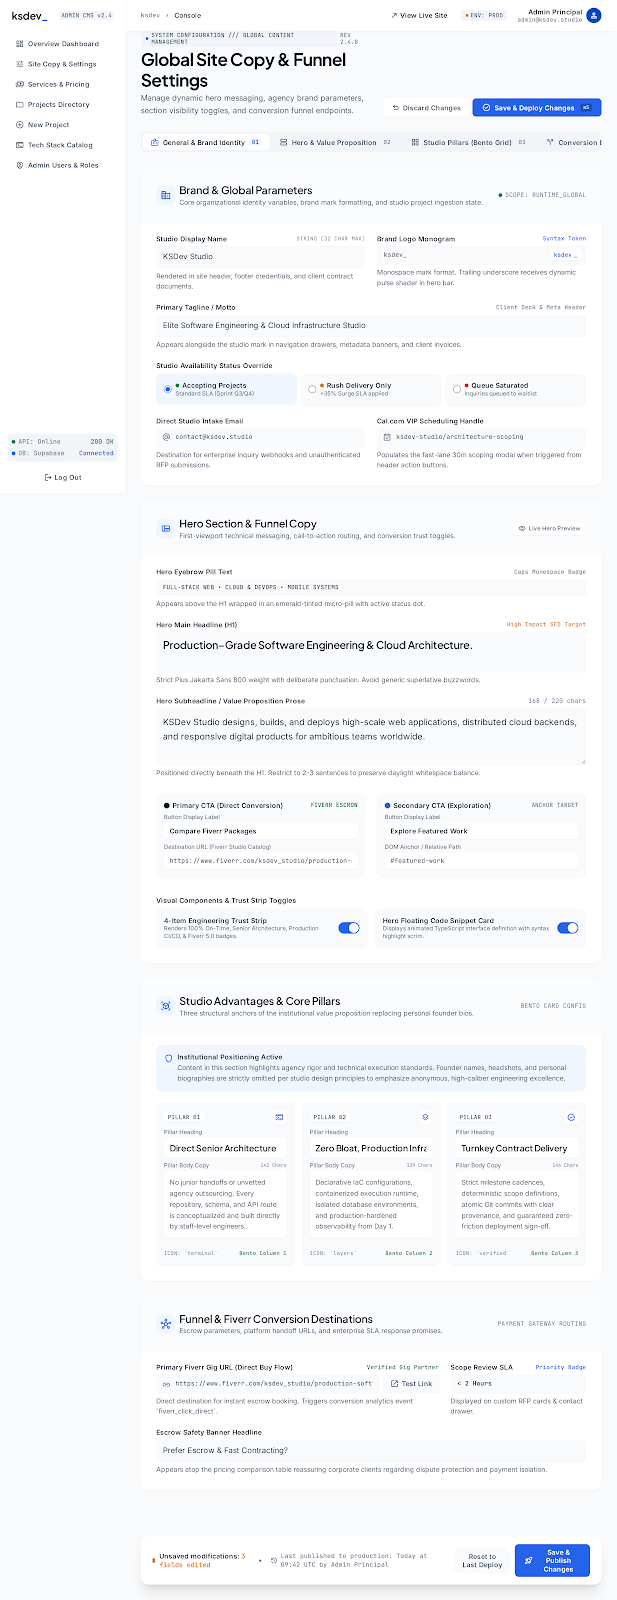 ksdev_
ADMIN CMS v2.4
Overview Dashboard
Site Copy & Settings
Services & Pricing
Projects Directory
New Project
Tech Stack Catalog
Admin Users & Roles
API: Online 200 OK
DB: Supabase Connected
Log Out
ksdev › Console
View Live Site
ENV: PROD
Admin Principal
admin@ksdev.studio
SYSTEM CONFIGURATION /// GLOBAL CONTENT
MANAGEMENT
REV
2.4.8
Global Site Copy & Funnel
Settings
Manage dynamic hero messaging, agency brand parameters,
section visibility toggles, and conversion funnel endpoints.
Discard Changes
Save & Deploy Changes
General & Brand Identity 01
Hero & Value Proposition 02
Studio Pillars (Bento Grid) 03
Conversion E
Brand & Global Parameters
Core organizational identity variables, brand mark formatting, and studio project ingestion state.
SCOPE: RUNTIME_GLOBAL
Studio Display Name
STRING (32 CHAR MAX)
KSDev Studio
Rendered in site header, footer credentials, and client contract
documents.
Brand Logo Monogram
Syntax Token
ksdev_
ksdev_
Monospace mark format. Trailing underscore receives dynamic
pulse shader in hero bar.
Primary Tagline / Motto
Client Deck & Meta Header
Elite Software Engineering & Cloud Infrastructure Studio
Appears alongside the studio mark in navigation drawers, metadata banners, and client invoices.
Studio Availability Status Override
Accepting Projects
Standard SLA (Sprint Q3/Q4)
Rush Delivery Only
+35% Surge SLA applied
Queue Saturated
Inquiries queued to waitlist
Direct Studio Intake Email
contact@ksdev.studio
Destination for enterprise inquiry webhooks and unauthenticated
RFP submissions.
Cal.com VIP Scheduling Handle
ksdev-studio/architecture-scoping
Populates the fast-lane 30m scoping modal when triggered from
header action buttons.
Hero Section & Funnel Copy
First-viewport technical messaging, call-to-action routing, and conversion trust toggles.
Live Hero Preview
Hero Eyebrow Pill Text
Caps Monospace Badge
FULL-STACK WEB • CLOUD & DEVOPS • MOBILE SYSTEMS
Appears above the H1 wrapped in an emerald-tinted micro-pill with active status dot.
Hero Main Headline (H1)
High Impact SEO Target
Production-Grade Software Engineering & Cloud Architecture.
Strict Plus Jakarta Sans 800 weight with deliberate punctuation. Avoid generic superlative buzzwords.
Hero Subheadline / Value Proposition Prose
168 / 220 chars
KSDev Studio designs, builds, and deploys high-scale web applications, distributed cloud backends,
and responsive digital products for ambitious teams worldwide.
Positioned directly beneath the H1. Restrict to 2-3 sentences to preserve daylight whitespace balance.
Primary CTA (Direct Conversion)
FIVERR ESCROW
Button Display Label
Compare Fiverr Packages
Destination URL (Fiverr Studio Catalog)
https://www.fiverr.com/ksdev_studio/production-s
Secondary CTA (Exploration)
ANCHOR TARGET
Button Display Label
Explore Featured Work
DOM Anchor / Relative Path
#featured-work
Visual Components & Trust Strip Toggles
4-Item Engineering Trust Strip
Renders 100% On-Time, Senior Architecture, Production
CI/CD, & Fiverr 5.0 badges.
Hero Floating Code Snippet Card
Displays animated TypeScript interface definition with syntax
highlight scrim.
Studio Advantages & Core Pillars
Three structural anchors of the institutional value proposition replacing personal founder bios.
BENTO CARD CONFIG
Institutional Positioning Active
Content in this section highlights agency rigor and technical execution standards. Founder names, headshots, and personal
biographies are strictly omitted per studio design principles to emphasize anonymous, high-caliber engineering excellence.
PILLAR 01
Pillar Heading
Direct Senior Architecture
Pillar Body Copy
142 Chars
No junior handoffs or unvetted
agency outsourcing. Every
repository, schema, and API route
is conceptualized and built directly
by staff-level engineers.
ICON: `terminal`
Bento Column 1
PILLAR 02
Pillar Heading
Zero Bloat, Production Infra
Pillar Body Copy
139 Chars
Declarative IaC configurations,
containerized execution runtime,
isolated database environments,
and production-hardened
observability from Day 1.
ICON: `layers`
Bento Column 2
PILLAR 03
Pillar Heading
Turnkey Contract Delivery
Pillar Body Copy
146 Chars
Strict milestone cadences,
deterministic scope definitions,
atomic Git commits with clear
provenance, and guaranteed zero-
friction deployment sign-off.
ICON: `verified`
Bento Column 3
Funnel & Fiverr Conversion Destinations
Escrow parameters, platform handoff URLs, and enterprise SLA response promises.
PAYMENT GATEWAY ROUTING
Primary Fiverr Gig URL (Direct Buy Flow)
Verified Gig Partner
https://www.fiverr.com/ksdev_studio/production-soft
Test Link
Direct destination for instant escrow booking. Triggers conversion analytics event
`fiverr_click_direct`.
Scope Review SLA
Priority Badge
< 2 Hours
Displayed on custom RFP cards & contact
drawer.
Escrow Safety Banner Headline
Prefer Escrow & Fast Contracting?
Appears atop the pricing comparison table reassuring corporate clients regarding dispute protection and payment isolation.
Unsaved modifications: 3
fields edited
•
Last published to production: Today at
09:42 UTC by Admin Principal
Reset to
Last Deploy
Save &
Publish
Changes